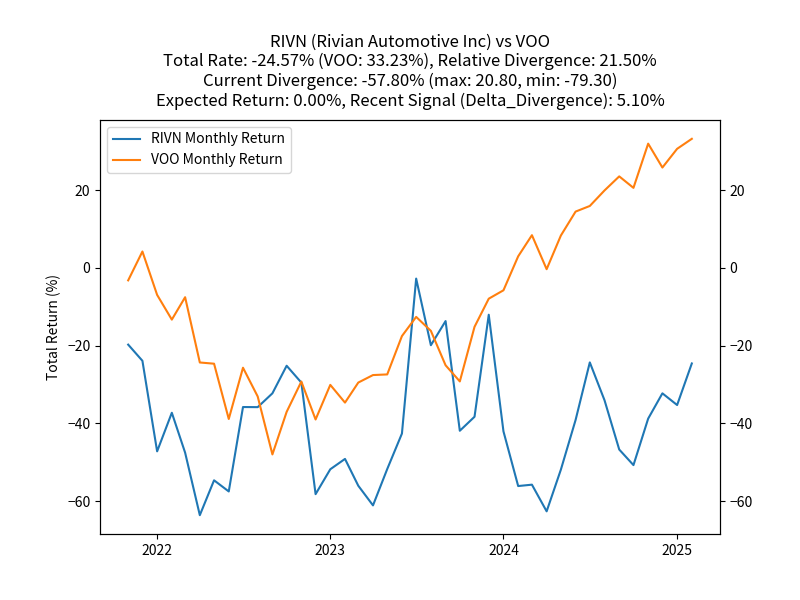 RIVN (Rivian Automotive Inc) vs VOO
Total Rate: -24.57% (VOO: 33.23%), Relative Divergence: 21.50%
Current Divergence: -57.80% (max: 20.80, min: -79.30)
Expected Return: 0.00%, Recent Signal (Delta_Divergence): 5.10%
RIVN Monthly Return
VOO Monthly Return
Total Return (%)
20
0
−20
−40
−60
20
0
−20
−40
−60
2022
2023
2024
2025